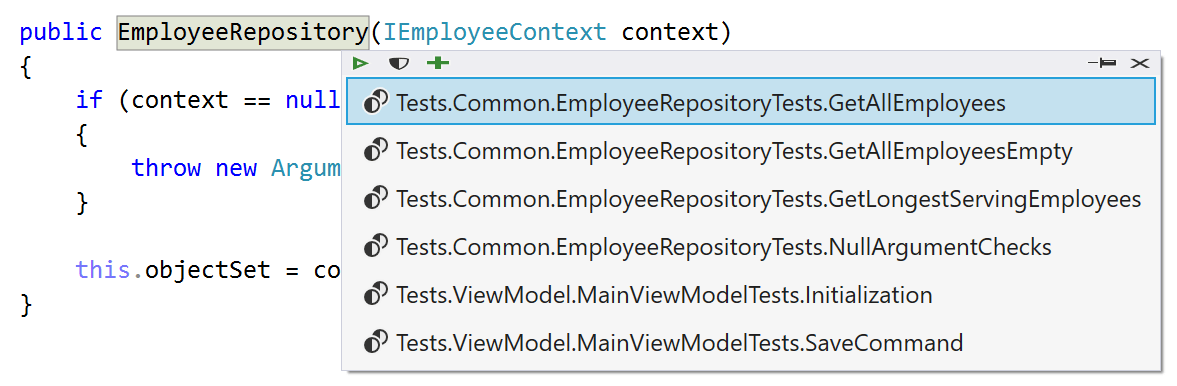 public EmployeeRepository(IEmployeeContext context)
{
if (context == null
Tests.Common.EmployeeRepositoryTests.GetAllEmployees
{
Tests.Common.EmployeeRepositoryTests.GetAllEmployeesEmpty
throw new Argum
Tests.Common.EmployeeRepositoryTests.GetLongestServingEmployees
}
Tests.Common.EmployeeRepositoryTests.NullArgumentChecks
this.objectSet = co
Tests.ViewModel.MainViewModelTests.Initialization
}
Tests.ViewModel.MainViewModelTests.SaveCommand